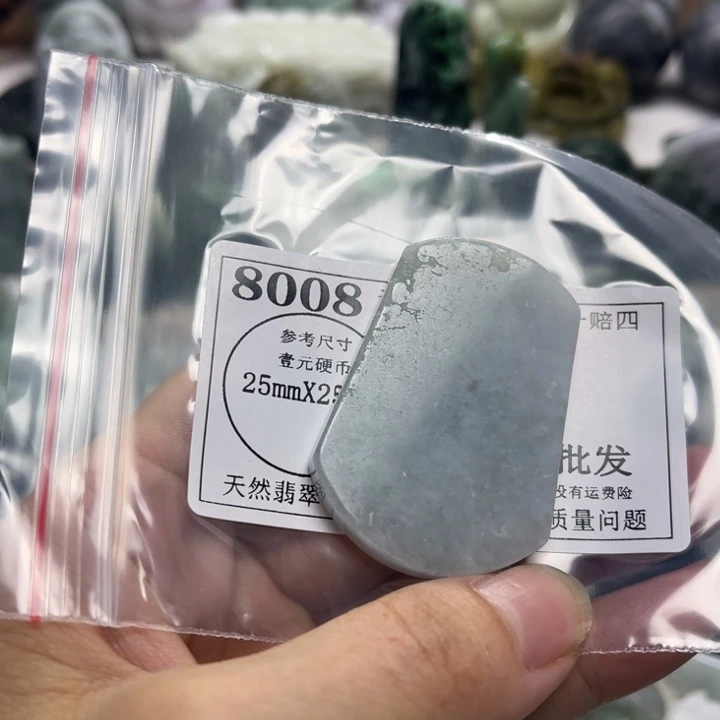 8008
参考尺寸
壹元硬币
25mmX25
天然翡翠
一赔四
批发
没有运费险
质量问题